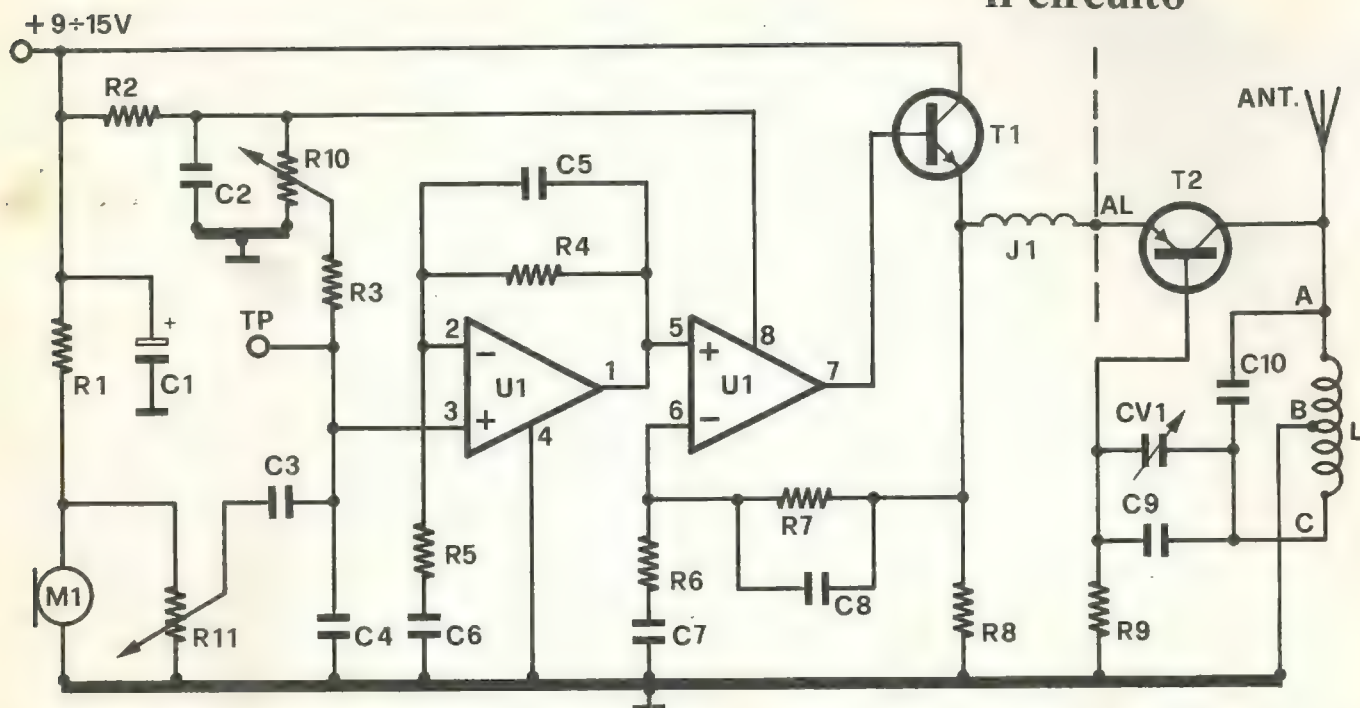 il circuito
+ 9÷15V
R2
ANT.
T1
R10
C5
T2
C2
AL
R4
J1
R3
A
TP
2
−
5
+
8
C10
R1
+
C1
U1
1
U1
7
B
L
3
+
4
6
−
CV1
C3
C9
C
R7
R5
R6
M1
C8
R11
C4
C6
C7
R8
R9